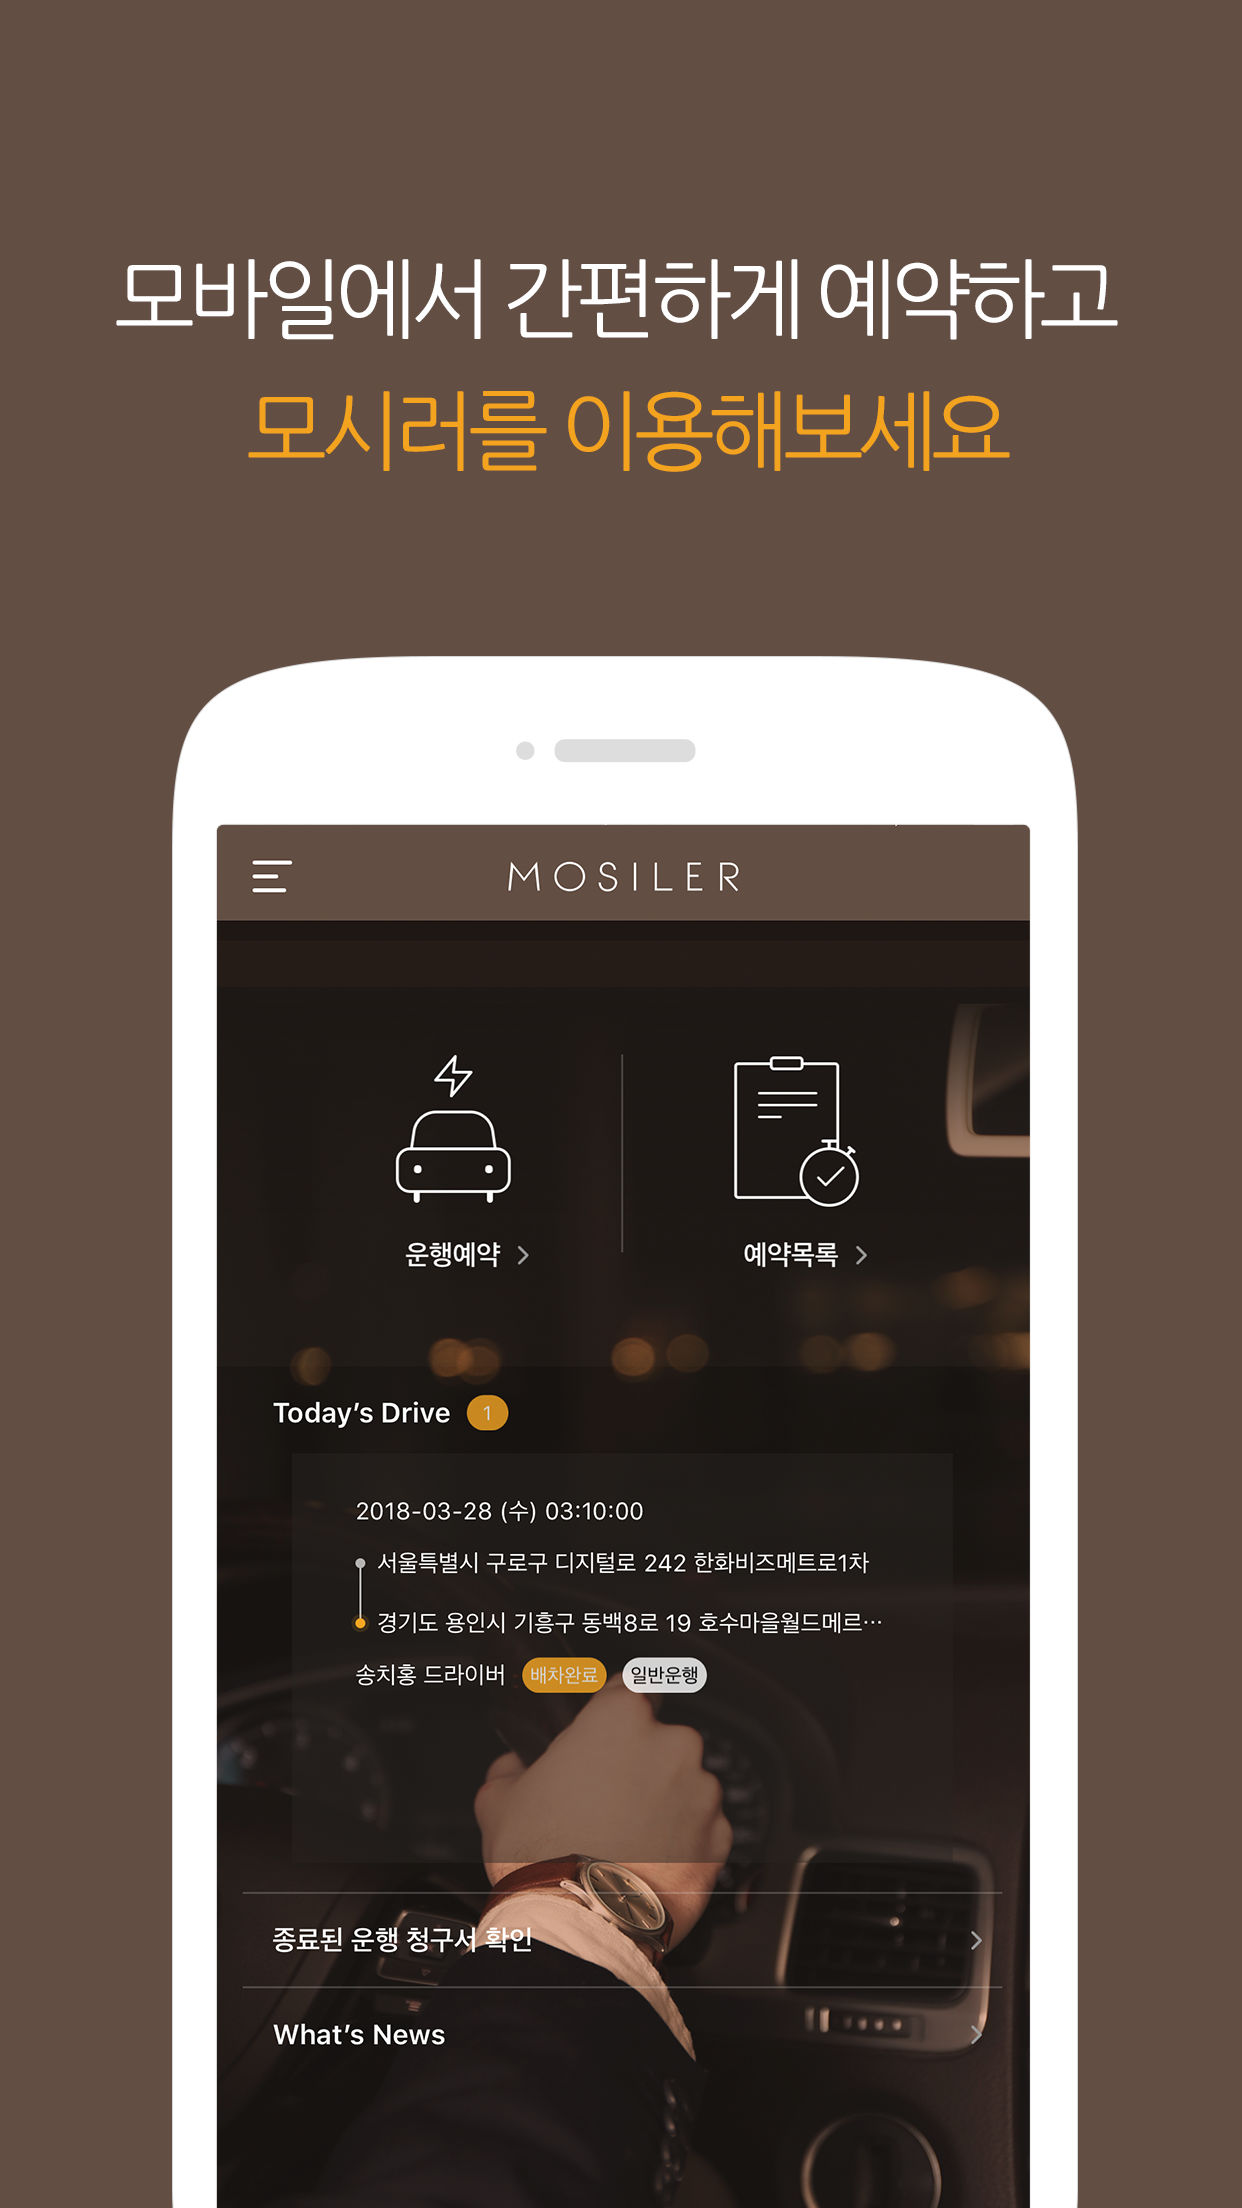 모바일에서 간편하게 예약하고
모시러를 이용해보세요
MOSILER
운행예약
예약목록
Today's Drive 1
2018-03-28 (수) 03:10:00
서울특별시 구로구 디지털로 242 한화비즈메트로1차
경기도 용인시 기흥구 동백8로 19 호수마을월드메르…
송치홍 드라이버 배차완료 일반운행
종료된 운행 청구서 확인
What's News